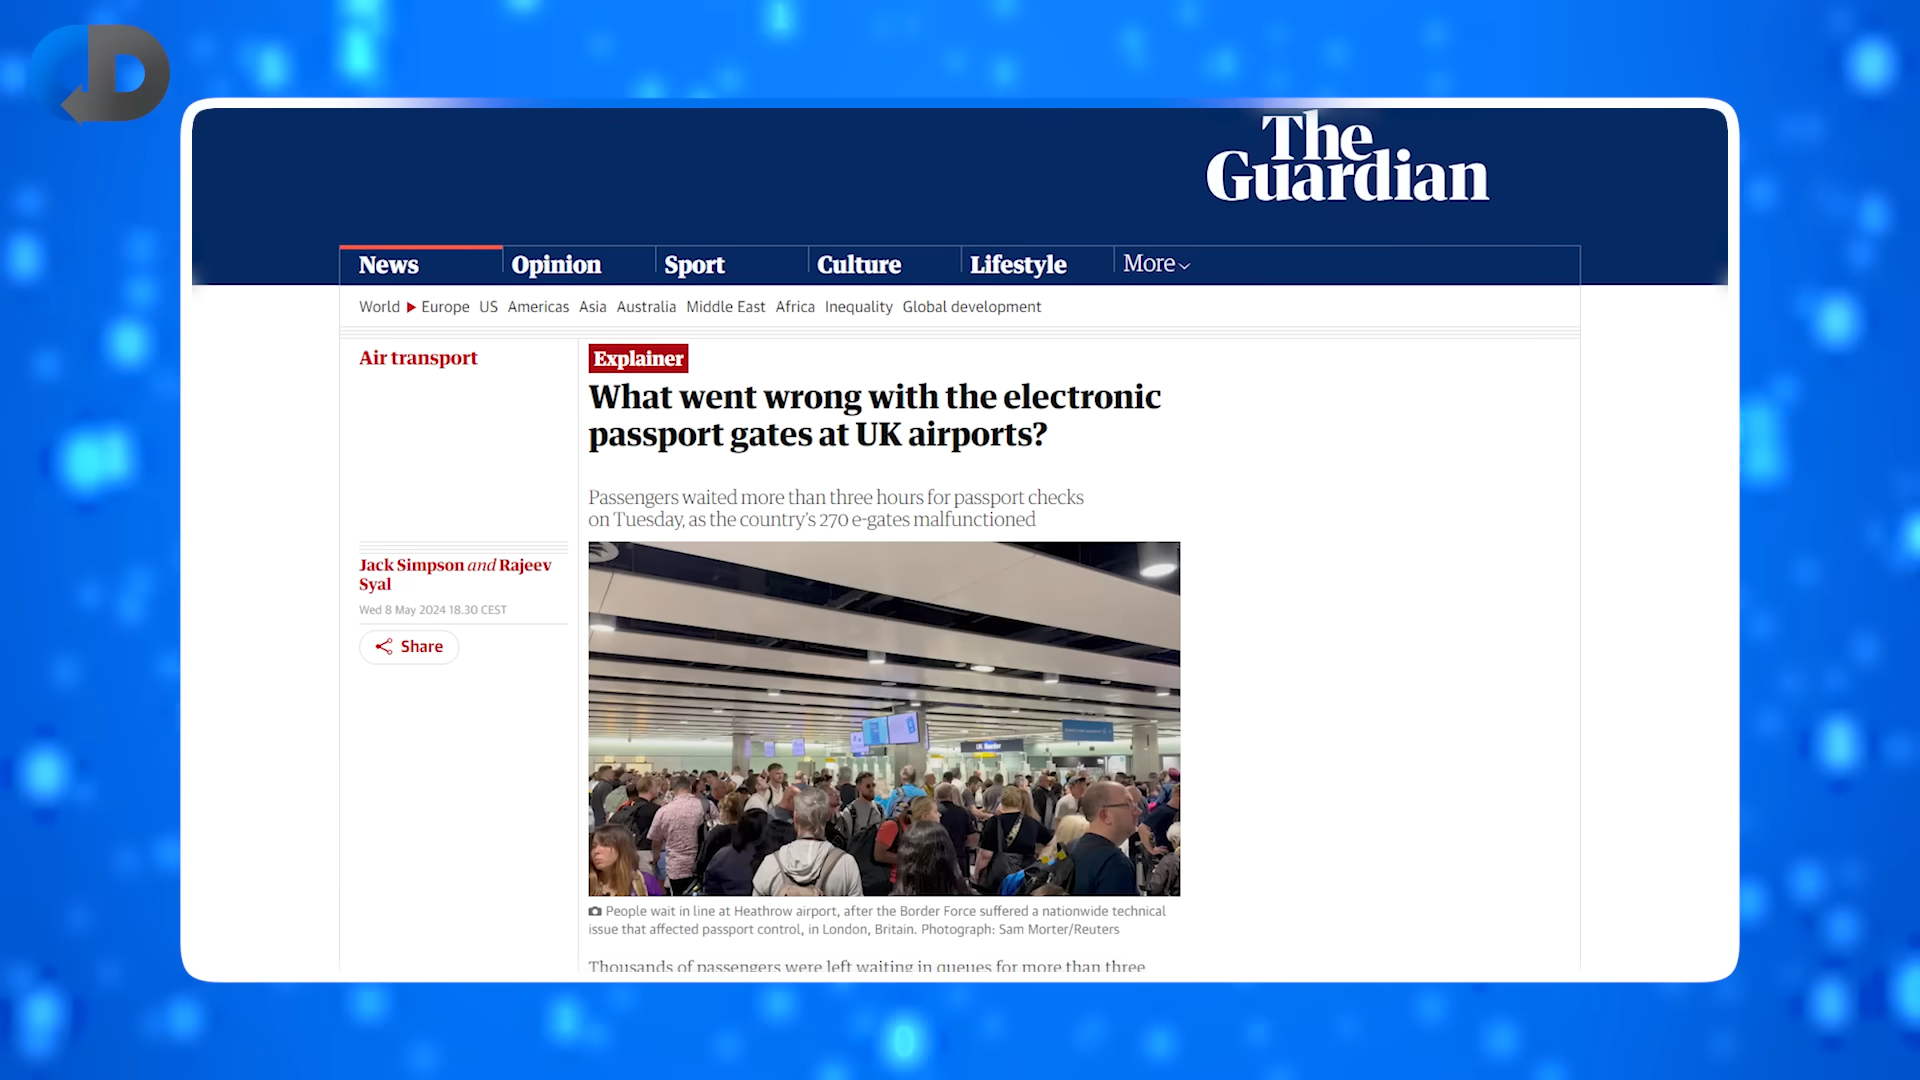 The
Guardian
News
Opinion
Sport
Culture
Lifestyle
More
World
Europe
US
Americas
Asia
Australia
Middle East
Africa
Inequality
Global development
Air transport
Explainer
What went wrong with the electronic
passport gates at UK airports?
Passengers waited more than three hours for passport checks
on Tuesday, as the country's 270 e-gates malfunctioned
Jack Simpson and Rajeev
Syal
Wed 8 May 2024 18.30 CEST
Share
UK Border
People wait in line at Heathrow airport, after the Border Force suffered a nationwide technical
issue that affected passport control, in London, Britain. Photograph: Sam Morter/Reuters
Thousands of passengers were left waiting in queues for more than three